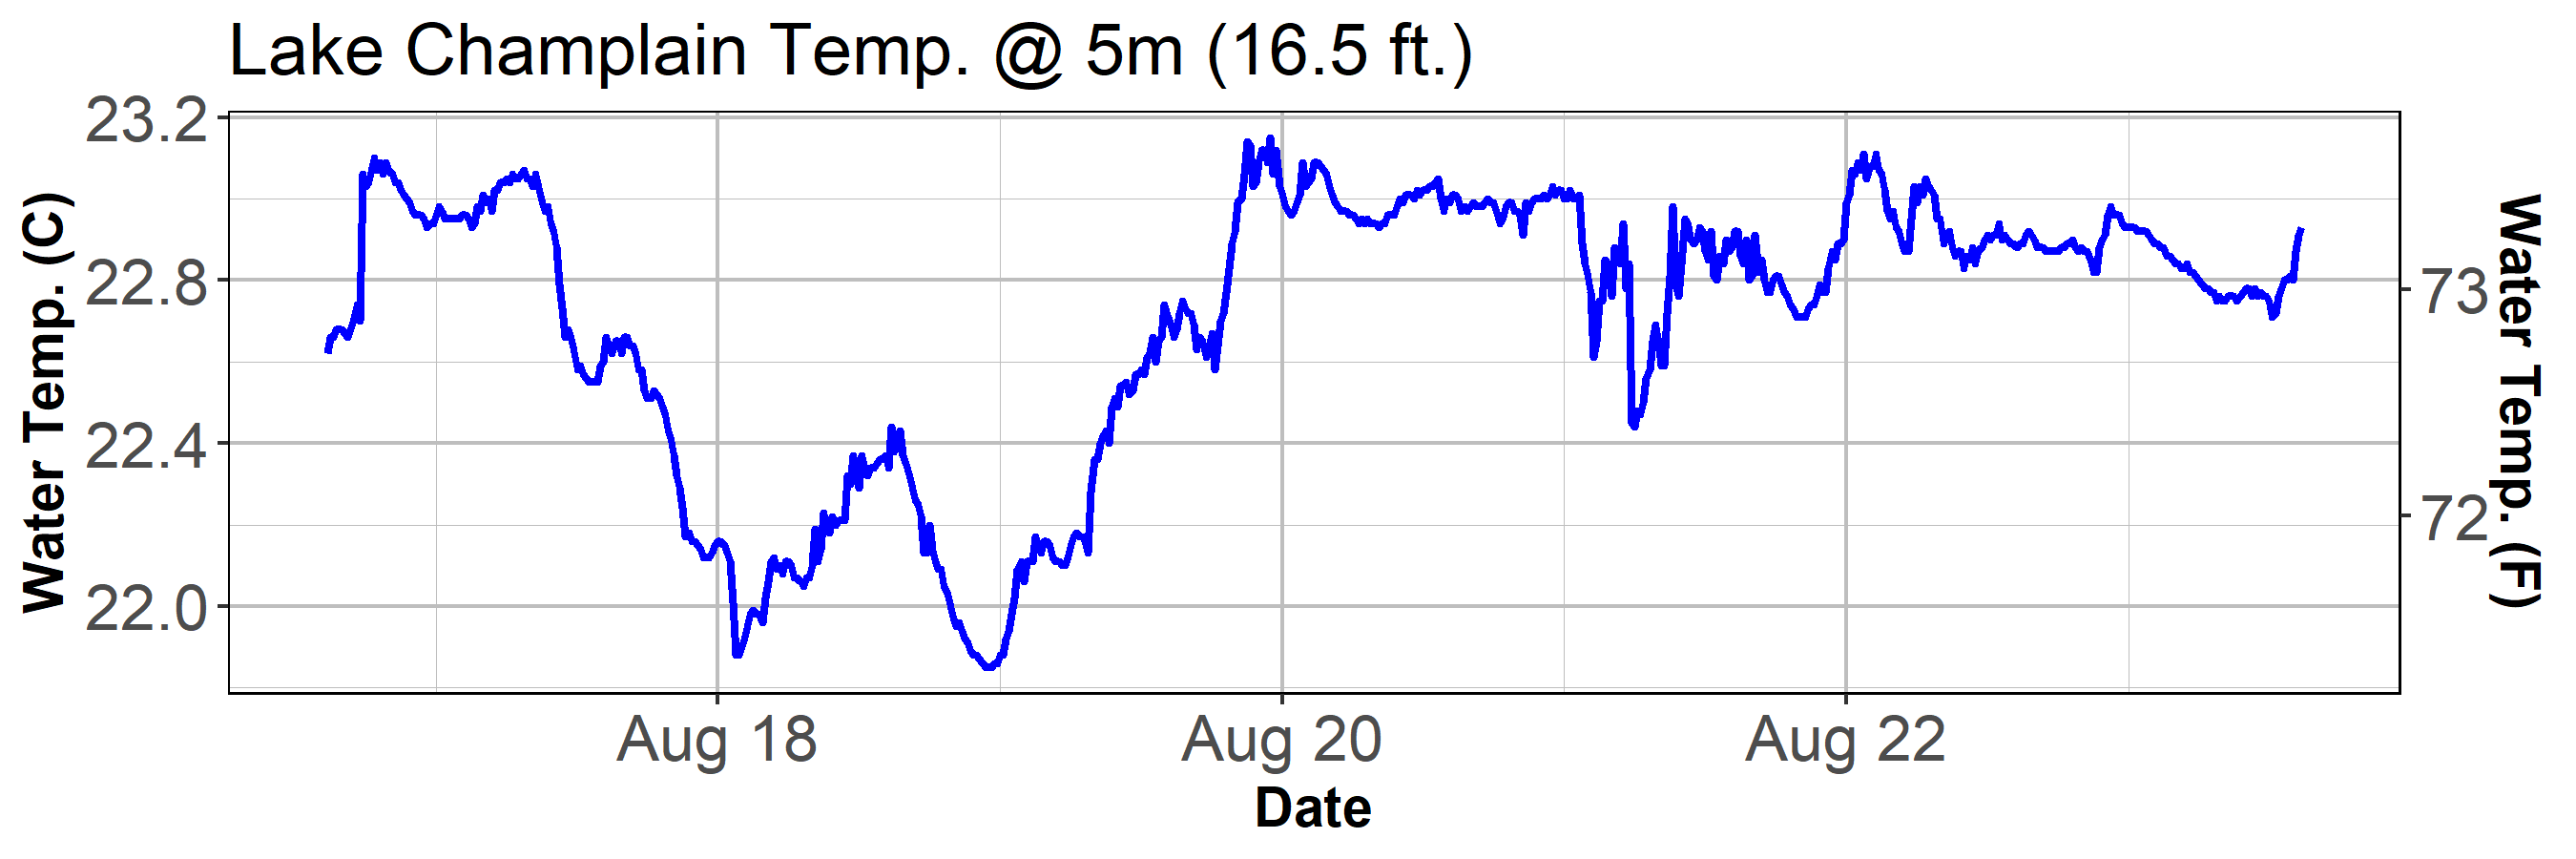 Lake Champlain Temp. @ 5m (16.5 ft.)
23.2
22.8
22.4
22.0
Water Temp. (C)
73
72
Water Temp. (F)
Aug 18 Aug 20 Aug 22
Date